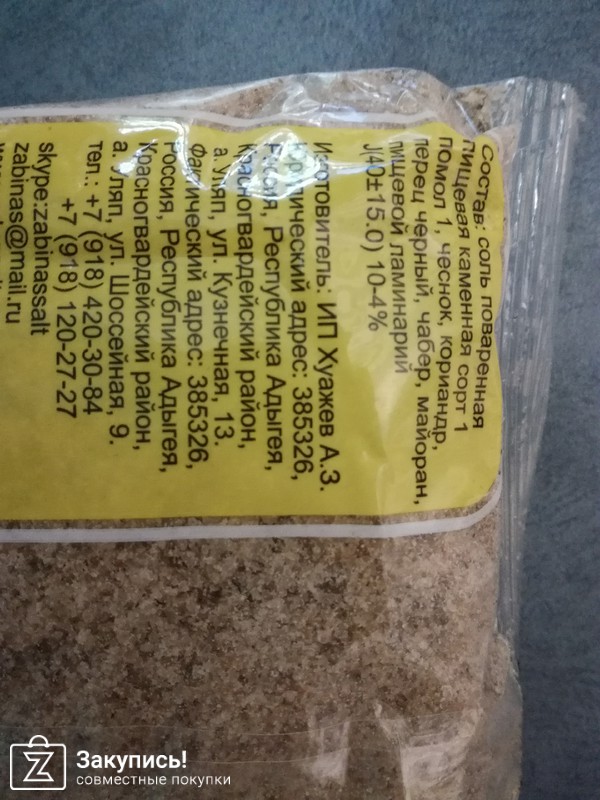 Состав: соль поваренная
пищевая каменная сорт 1
помол 1, чеснок, кориандр,
перец черный, чабер, майоран,
пищевой ламинарий
J(40±15.0) 10-4%
Изготовитель: ИП Хуажев А.З.
Юридический адрес: 385326,
Россия, Республика Адыгея,
Красногвардейский район,
а. Уляп, ул. Кузнечная, 13.
Фактический адрес: 385326,
Россия, Республика Адыгея,
Красногвардейский район,
а. Уляп, ул. Шоссейная, 9.
тел.: +7 (918) 420-30-84
+7 (918) 120-27-27
skype:zabinassalt
zabinas@mail.ru
Закупись!
совместные покупки